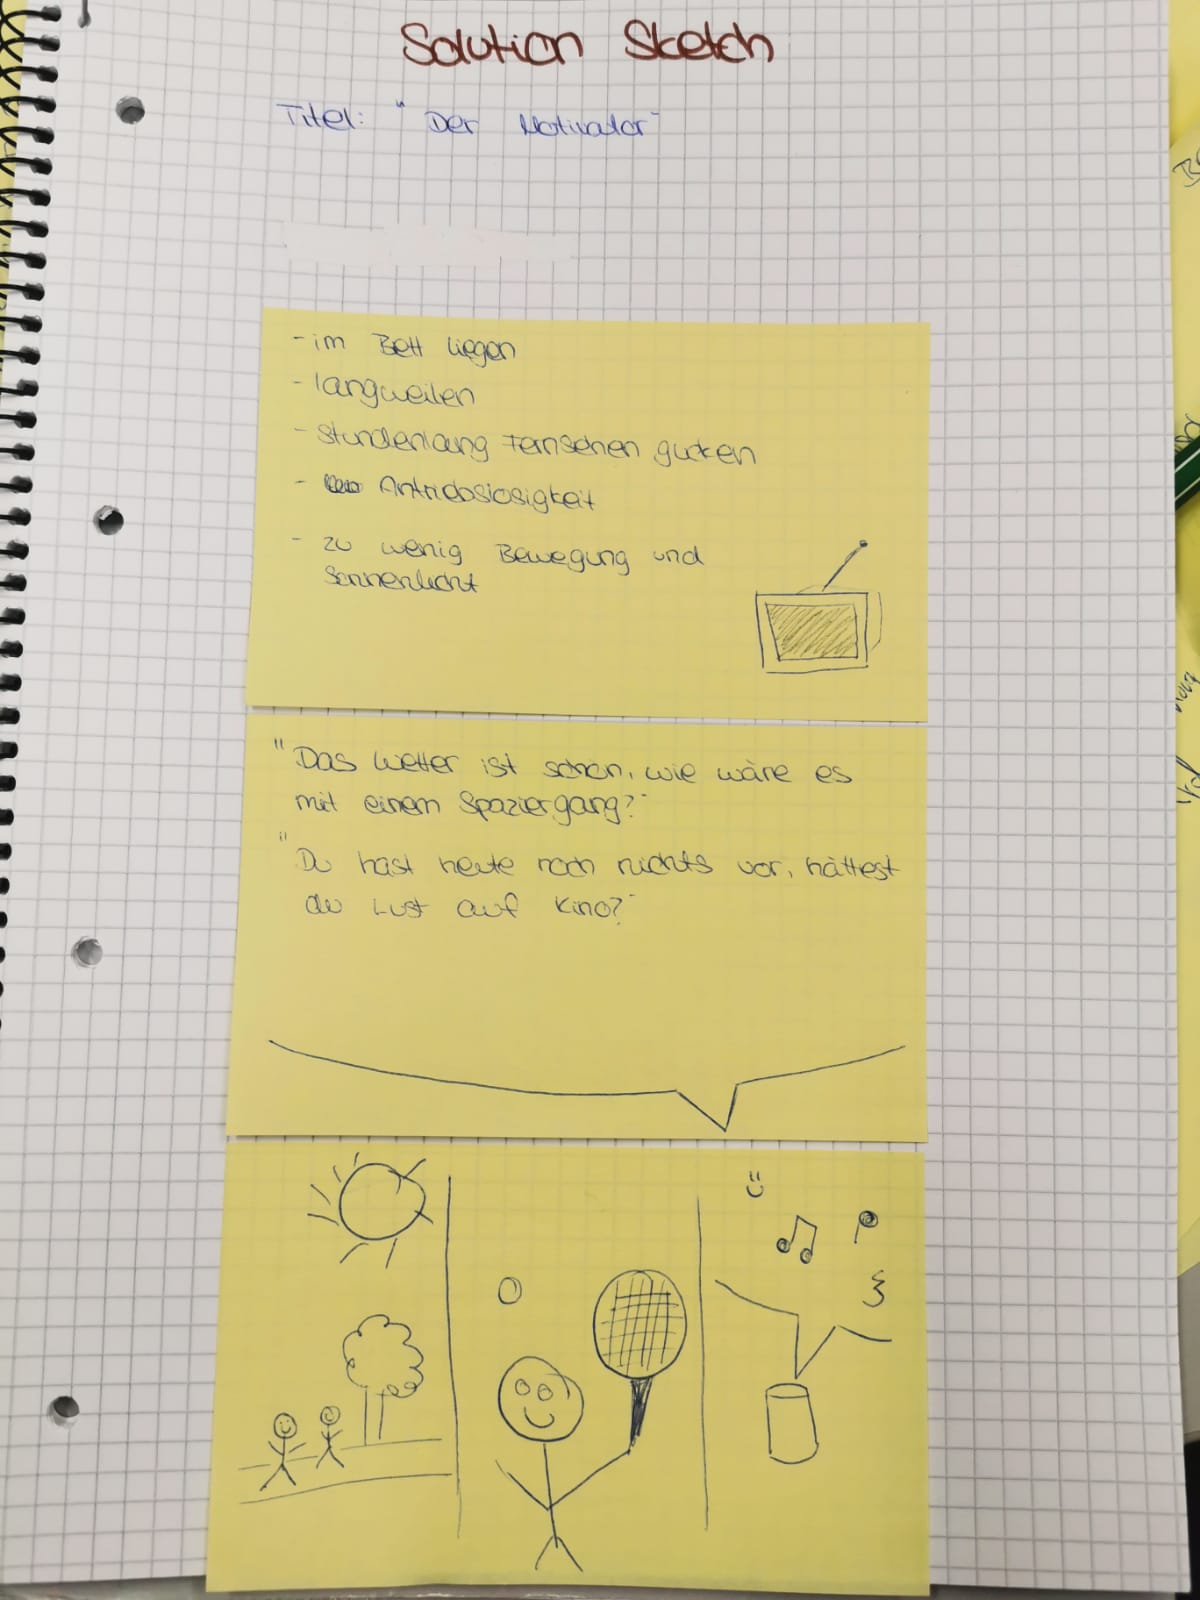 Solution Sketch
Titel: "Der Motivator"
- im Bett liegen
- langweilen
- stundenlang Fernsehen gucken
- Antriebslosigkeit
- zu wenig Bewegung und
Sonnenlicht
"Das Wetter ist schön, wie wäre es
mit einem Spaziergang?"
"Du hast heute noch nichts vor, hättest
du Lust auf Kino?"